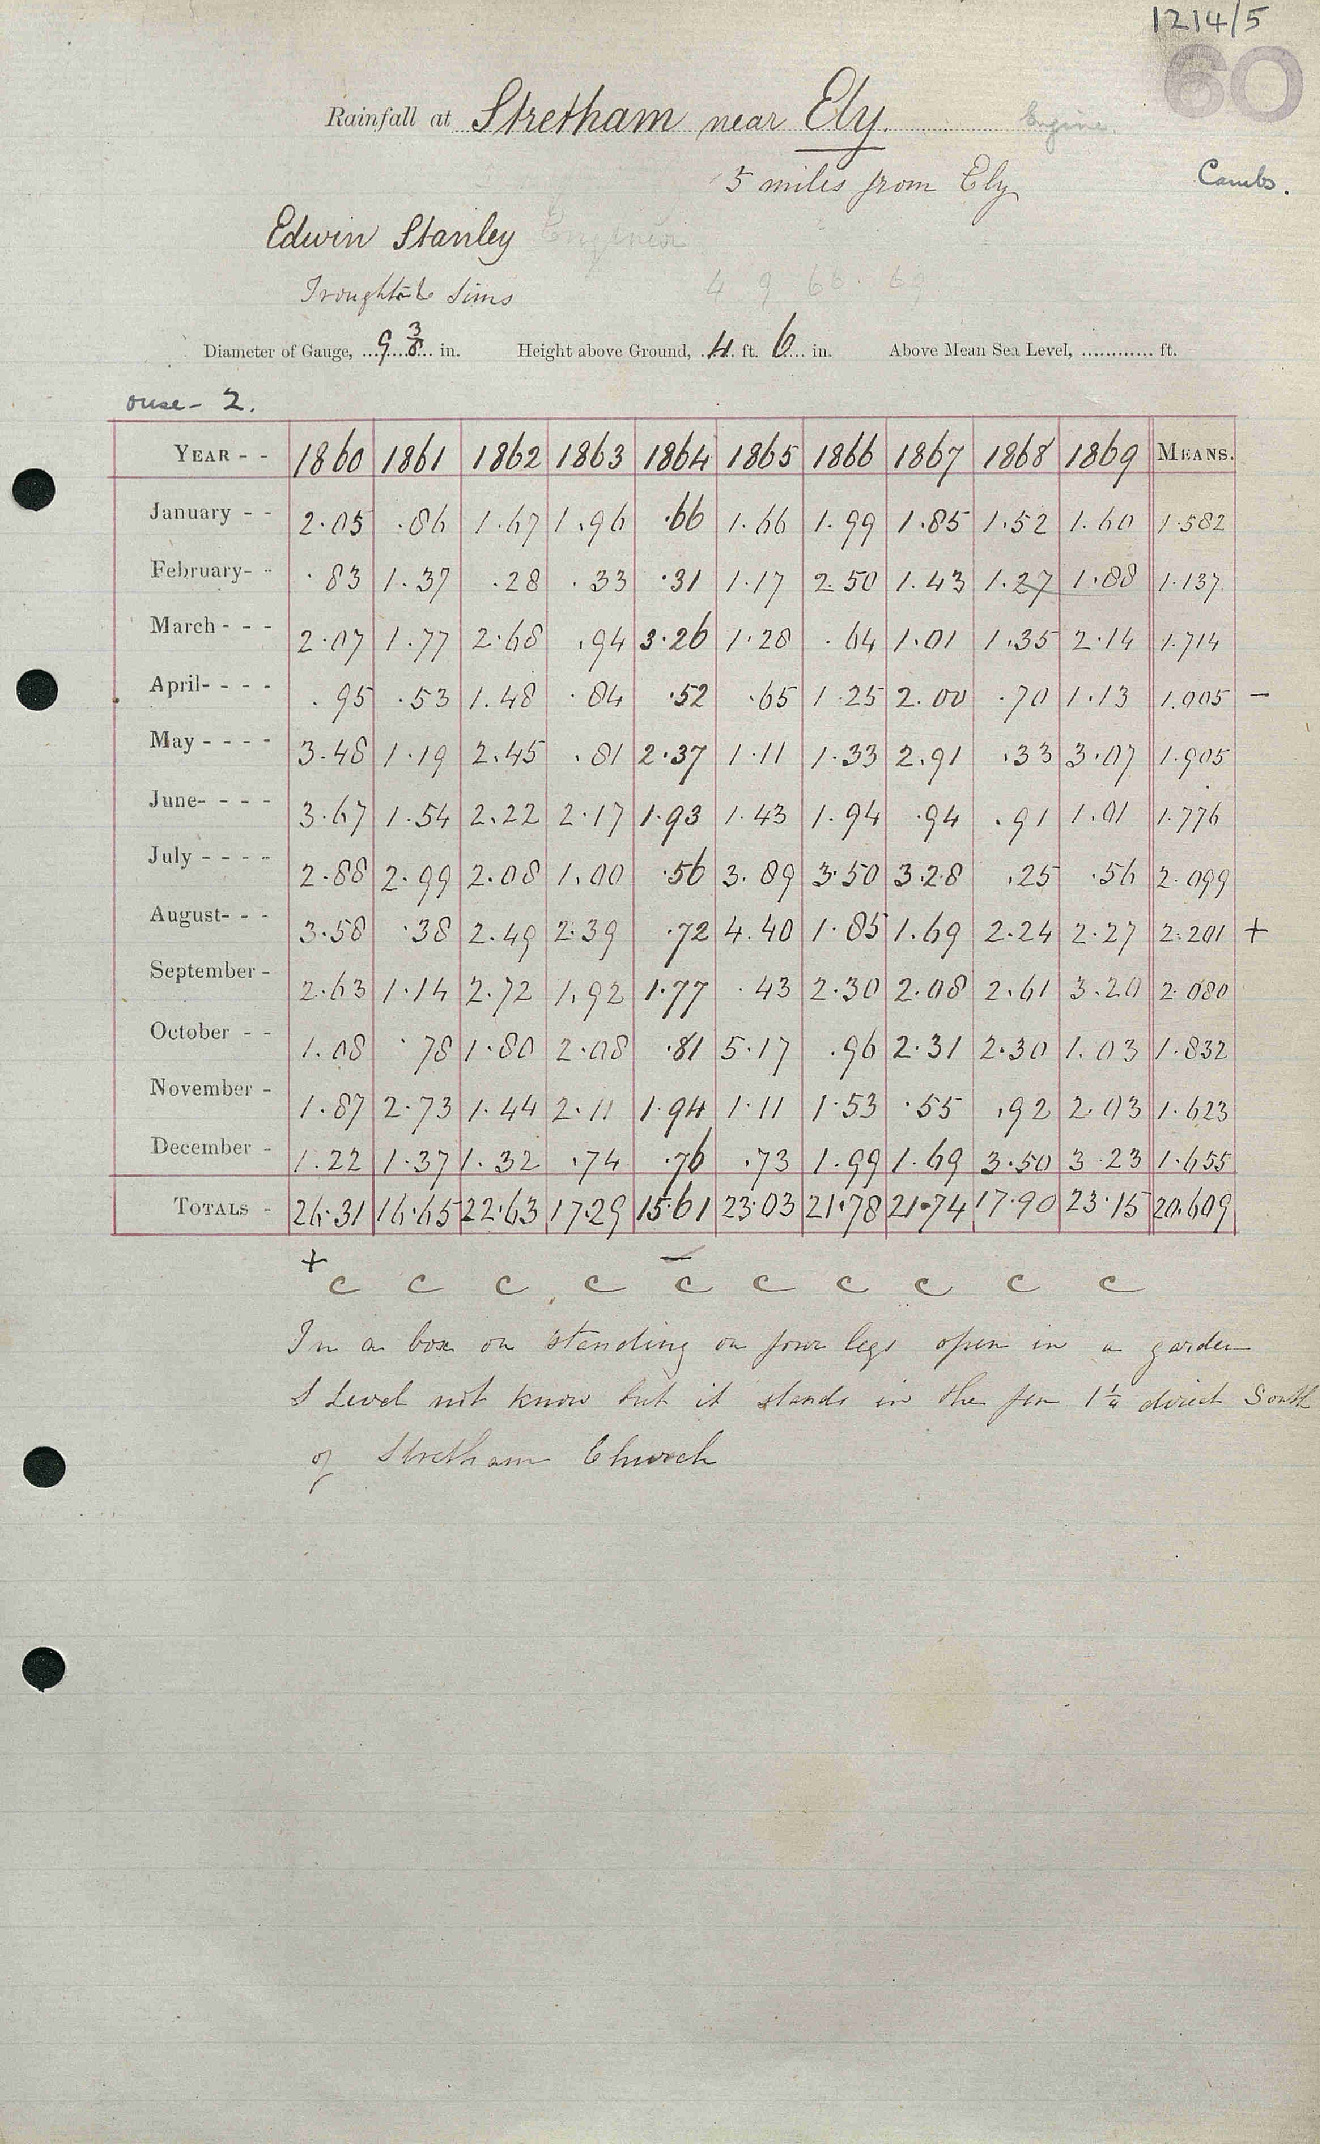 1214/5
60
Rainfall at Stretham near Ely. Engine.
5 miles from Ely
Cambs.
Edwin Stanley Engineer
Troughton & Sims
4 9 66. 69
Diameter of Gauge, 9 3/8 in. Height above Ground, 4 ft. 6 in. Above Mean Sea Level, ............ ft.
Ouse - 2.
YEAR - - 1860 1861 1862 1863 1864 1865 1866 1867 1868 1869 MEANS.
January - - 2.05 .86 1.67 1.96 .66 1.66 1.99 1.85 1.52 1.60 1.582
February- - .83 1.37 .28 .33 .31 1.17 2.50 1.43 1.27 1.88 1.137
March - - - 2.07 1.77 2.68 .94 3.26 1.28 .64 1.01 1.35 2.14 1.714
April- - - - .95 .53 1.48 .84 .52 .65 1.25 2.00 .70 1.13 1.005 -
May - - - - 3.48 1.19 2.45 .81 2.37 1.11 1.33 2.91 .33 3.07 1.905
June- - - - 3.67 1.54 2.22 2.17 1.93 1.43 1.94 .94 .91 1.01 1.776
July - - - - 2.88 2.99 2.08 1.00 .56 3.89 3.50 3.28 .25 .56 2.099
August- - - 3.58 .38 2.49 2.39 .72 4.40 1.85 1.69 2.24 2.27 2.201 +
September - 2.63 1.14 2.72 1.92 1.77 .43 2.30 2.08 2.61 3.20 2.080
October - - 1.08 .78 1.80 2.08 .81 5.17 .96 2.31 2.30 1.03 1.832
November - 1.87 2.73 1.44 2.11 1.94 1.11 1.53 .55 .92 2.03 1.623
December - 1.22 1.37 1.32 .74 .76 .73 1.99 1.69 3.50 3.23 1.655
TOTALS - 26.31 16.65 22.63 17.29 15.61 23.03 21.78 21.74 17.90 23.15 20.609
+ -
c c c c c c c c c c
In a box on standing on four legs open in a garden
I Level not know but it stands in the fen 1 1/4 direct South
of Stretham Church